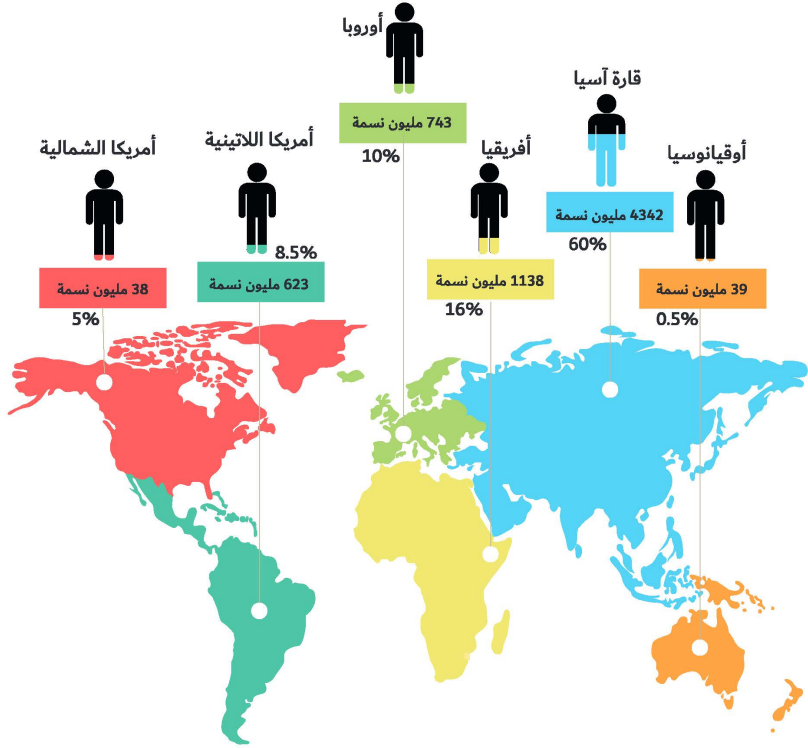 أوروبا
743 مليون نسمة
10%
قارة آسيا
4342 مليون نسمة
60%
أمريكا اللاتينية
8.5%
623 مليون نسمة
أمريكا الشمالية
38 مليون نسمة
5%
أفريقيا
1138 مليون نسمة
16%
أوقيانوسيا
39 مليون نسمة
0.5%